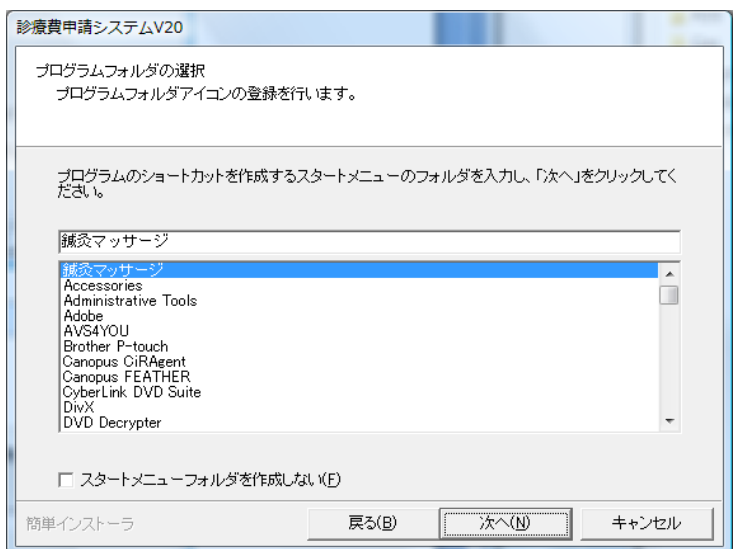 診療費申請システムV20
プログラムフォルダの選択
プログラムフォルダアイコンの登録を行います。
プログラムのショートカットを作成するスタートメニューのフォルダを入力し、「次へ」をクリックしてく
ださい。
鍼灸マッサージ
鍼灸マッサージ
Accessories
Administrative Tools
Adobe
AVS4YOU
Brother P-touch
Canopus CiRAgent
Canopus FEATHER
CyberLink DVD Suite
DivX
DVD Decrypter
スタートメニューフォルダを作成しない(F)
簡単インストーラ
戻る(B)
次へ(N)
キャンセル